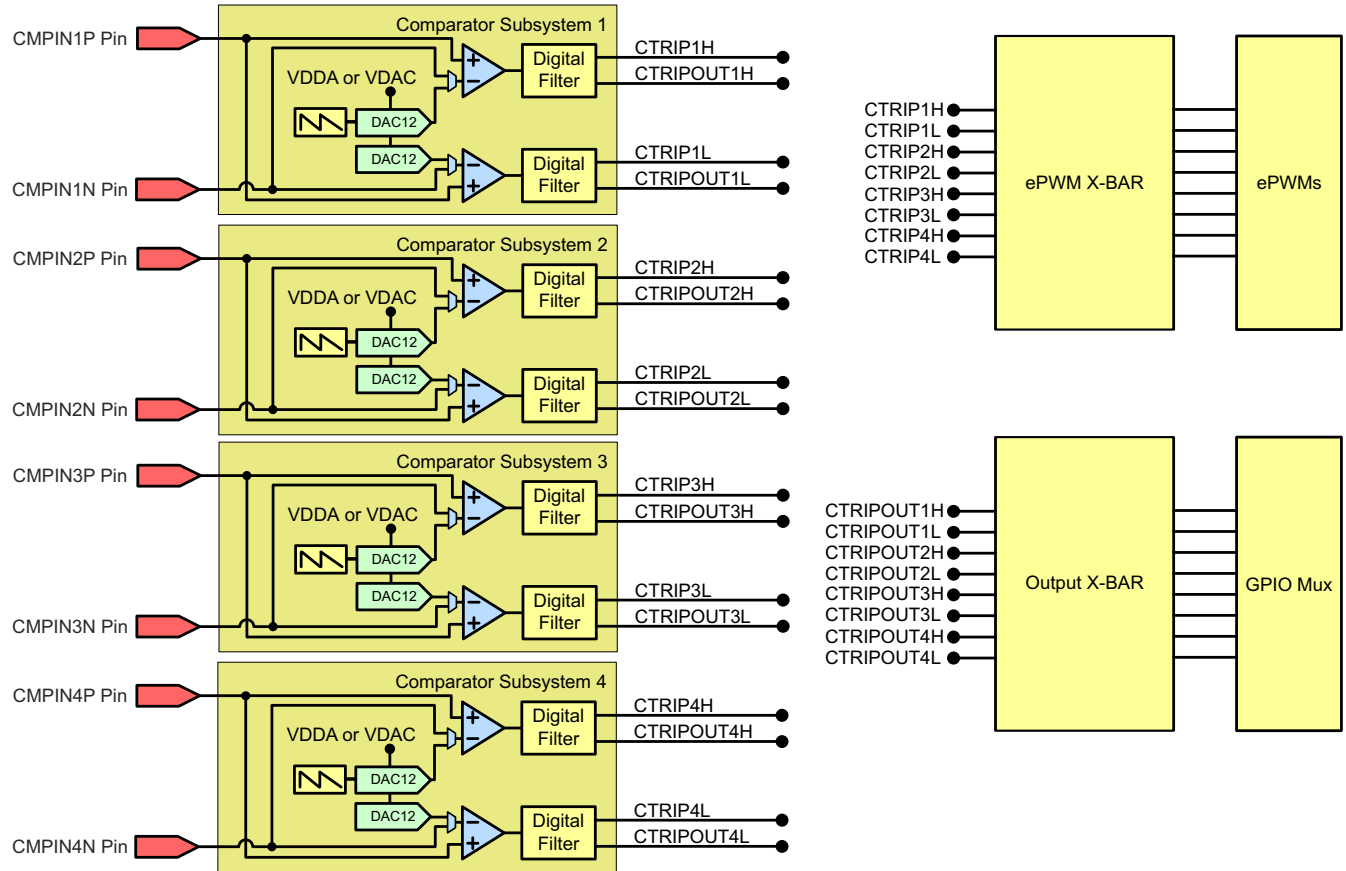 Comparator Subsystem 1
CMPIN1P Pin
VDDA or VDAC
DAC12
DAC12
Digital
Filter
CTRIP1H
CTRIPOUT1H
Digital
Filter
CTRIP1L
CTRIPOUT1L
CMPIN1N Pin
Comparator Subsystem 2
CMPIN2P Pin
VDDA or VDAC
DAC12
DAC12
Digital
Filter
CTRIP2H
CTRIPOUT2H
Digital
Filter
CTRIP2L
CTRIPOUT2L
CMPIN2N Pin
Comparator Subsystem 3
CMPIN3P Pin
VDDA or VDAC
DAC12
DAC12
Digital
Filter
CTRIP3H
CTRIPOUT3H
Digital
Filter
CTRIP3L
CTRIPOUT3L
CMPIN3N Pin
Comparator Subsystem 4
CMPIN4P Pin
VDDA or VDAC
DAC12
DAC12
Digital
Filter
CTRIP4H
CTRIPOUT4H
Digital
Filter
CTRIP4L
CTRIPOUT4L
CMPIN4N Pin
CTRIP1H
CTRIP1L
CTRIP2H
CTRIP2L
CTRIP3H
CTRIP3L
CTRIP4H
CTRIP4L
ePWM X-BAR
ePWMs
CTRIPOUT1H
CTRIPOUT1L
CTRIPOUT2H
CTRIPOUT2L
CTRIPOUT3H
CTRIPOUT3L
CTRIPOUT4H
CTRIPOUT4L
Output X-BAR
GPIO Mux